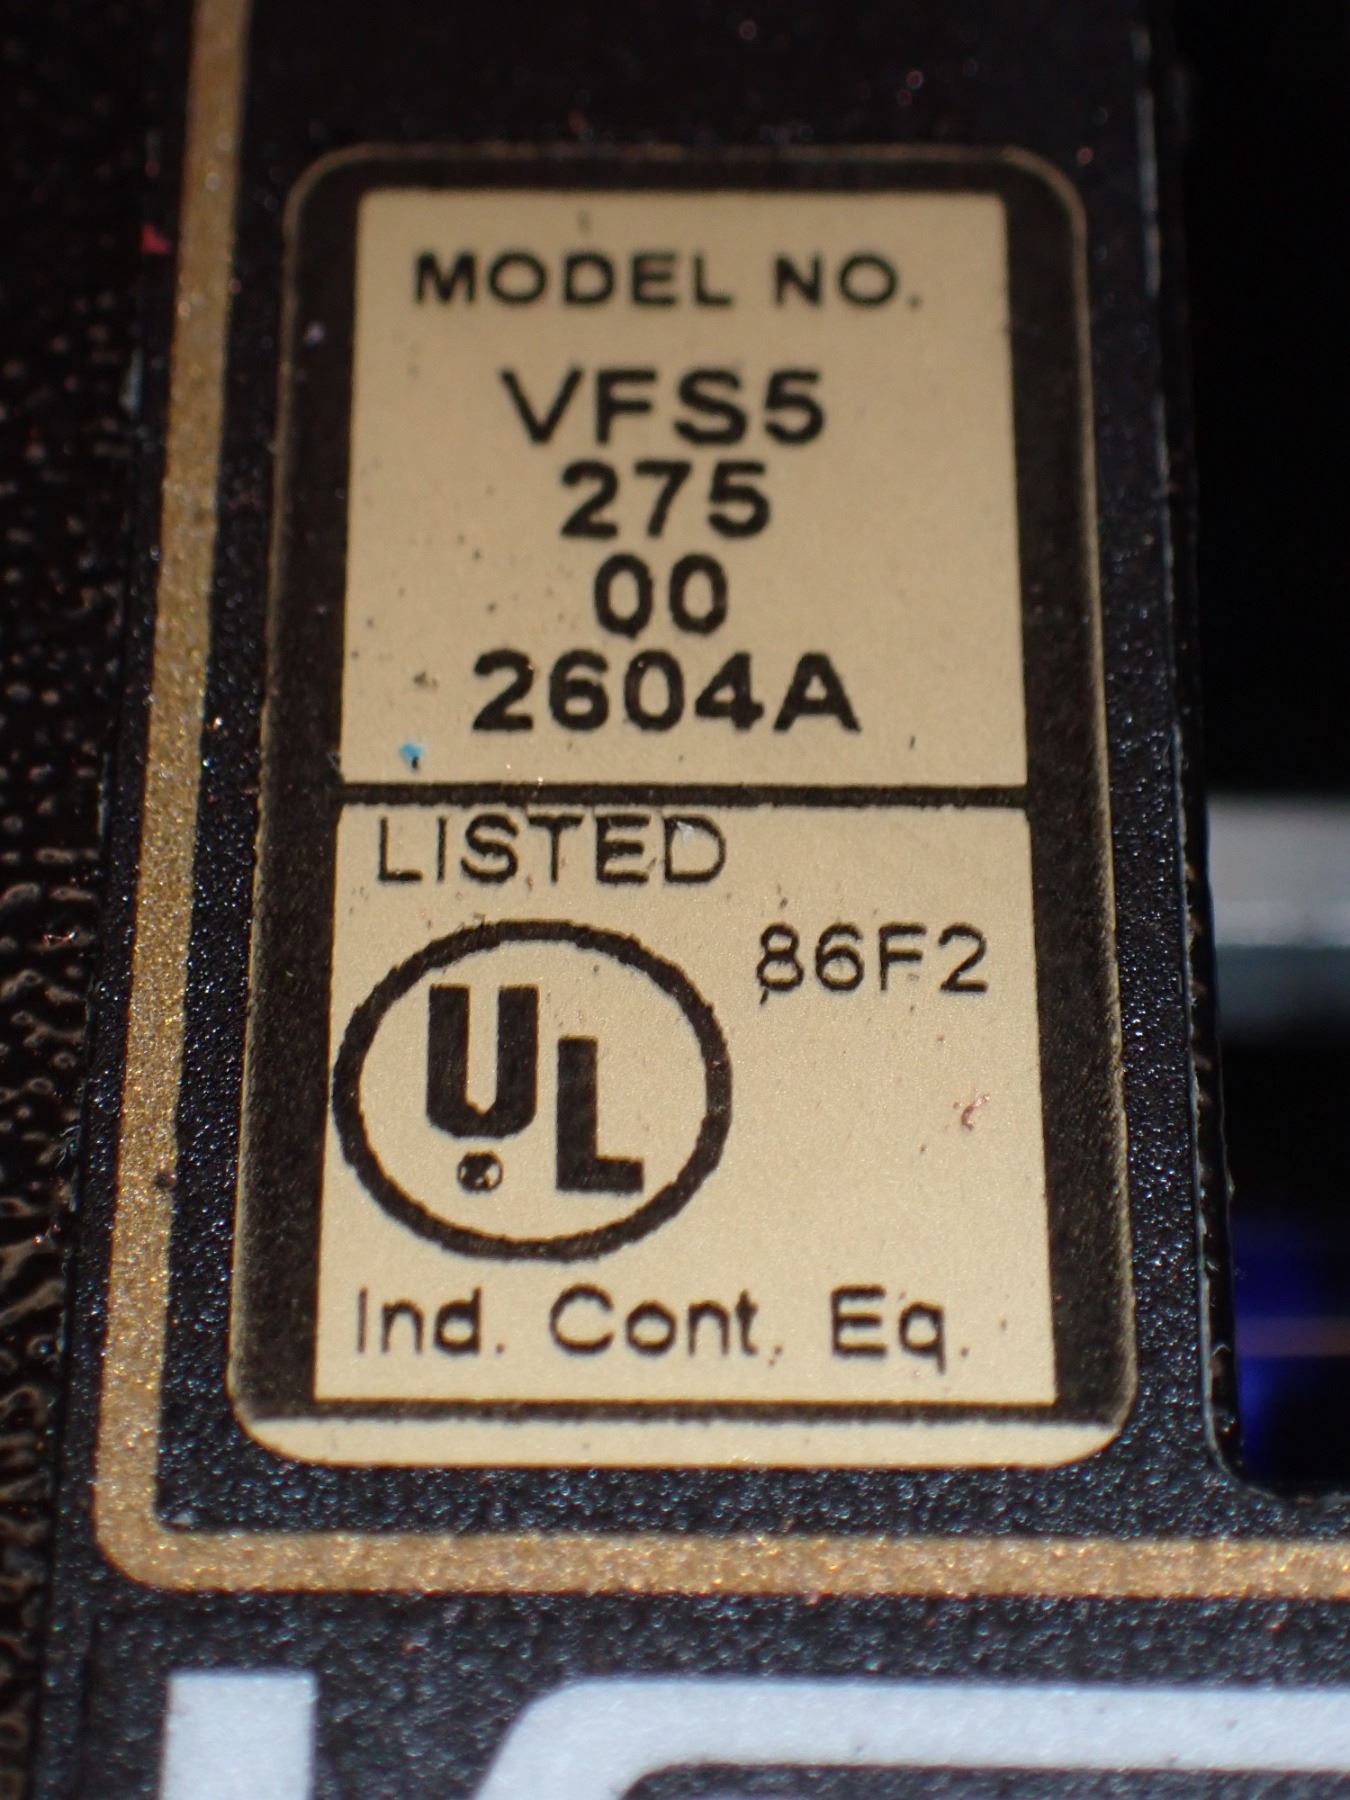 MODEL NO.
VFS5
275
00
2604A
LISTED
86F2
UL
Ind. Cont. Eq.